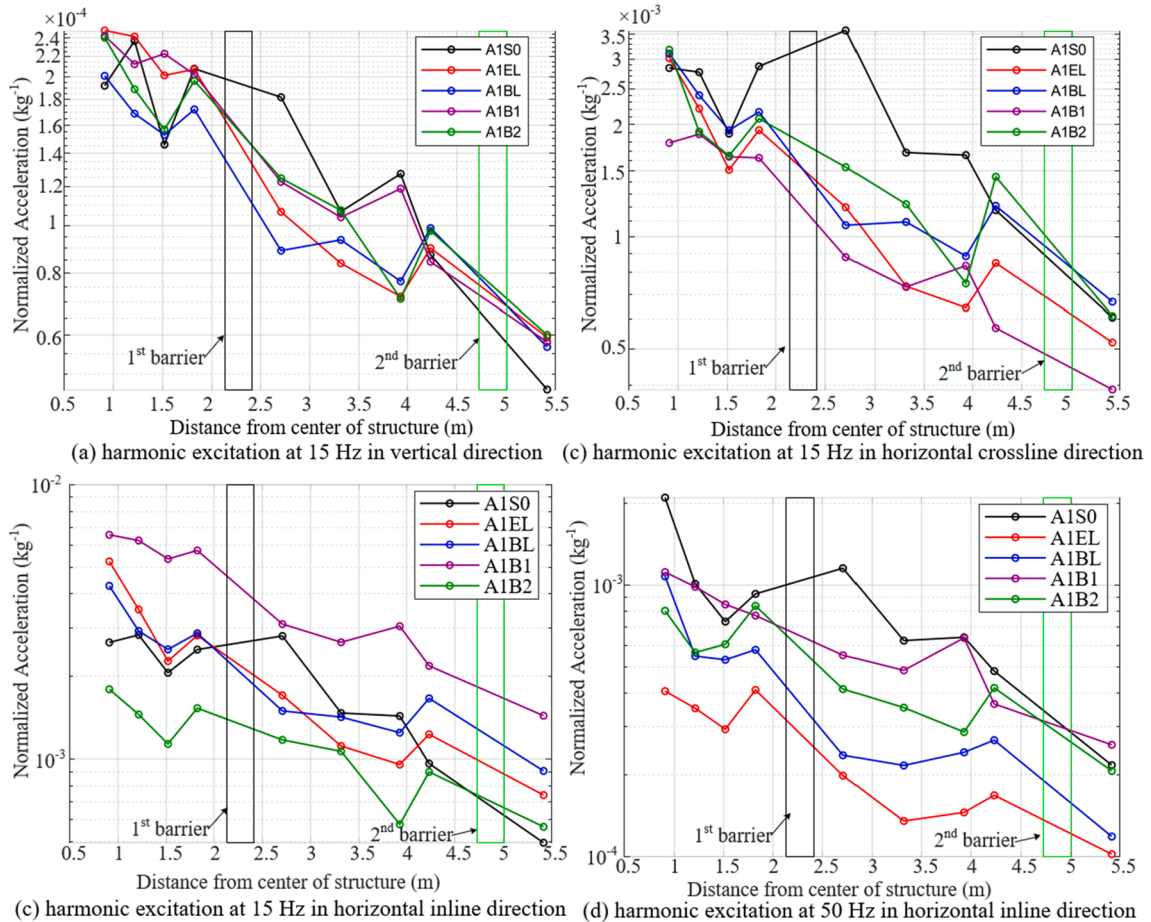 ×10⁻⁴
Normalized Acceleration (kg⁻¹)
2.4
2.2
2
1.8
1.6
1.4
1.2
1
0.8
0.6
A1S0
A1EL
A1BL
A1B1
A1B2
1ˢᵗ barrier
2ⁿᵈ barrier
0.5 1 1.5 2 2.5 3 3.5 4 4.5 5 5.5
Distance from center of structure (m)
(a) harmonic excitation at 15 Hz in vertical direction
×10⁻³
Normalized Acceleration (kg⁻¹)
3.5
3
2.5
2
1.5
1
0.5
A1S0
A1EL
A1BL
A1B1
A1B2
1ˢᵗ barrier
2ⁿᵈ barrier
0.5 1 1.5 2 2.5 3 3.5 4 4.5 5 5.5
Distance from center of structure (m)
(c) harmonic excitation at 15 Hz in horizontal crossline direction
Normalized Acceleration (kg⁻¹)
10⁻²
10⁻³
A1S0
A1EL
A1BL
A1B1
A1B2
1ˢᵗ barrier
2ⁿᵈ barrier
0.5 1 1.5 2 2.5 3 3.5 4 4.5 5 5.5
Distance from center of structure (m)
(c) harmonic excitation at 15 Hz in horizontal inline direction
Normalized Acceleration (kg⁻¹)
10⁻³
10⁻⁴
A1S0
A1EL
A1BL
A1B1
A1B2
1ˢᵗ barrier
2ⁿᵈ barrier
0.5 1 1.5 2 2.5 3 3.5 4 4.5 5 5.5
Distance from center of structure (m)
(d) harmonic excitation at 50 Hz in horizontal inline direction